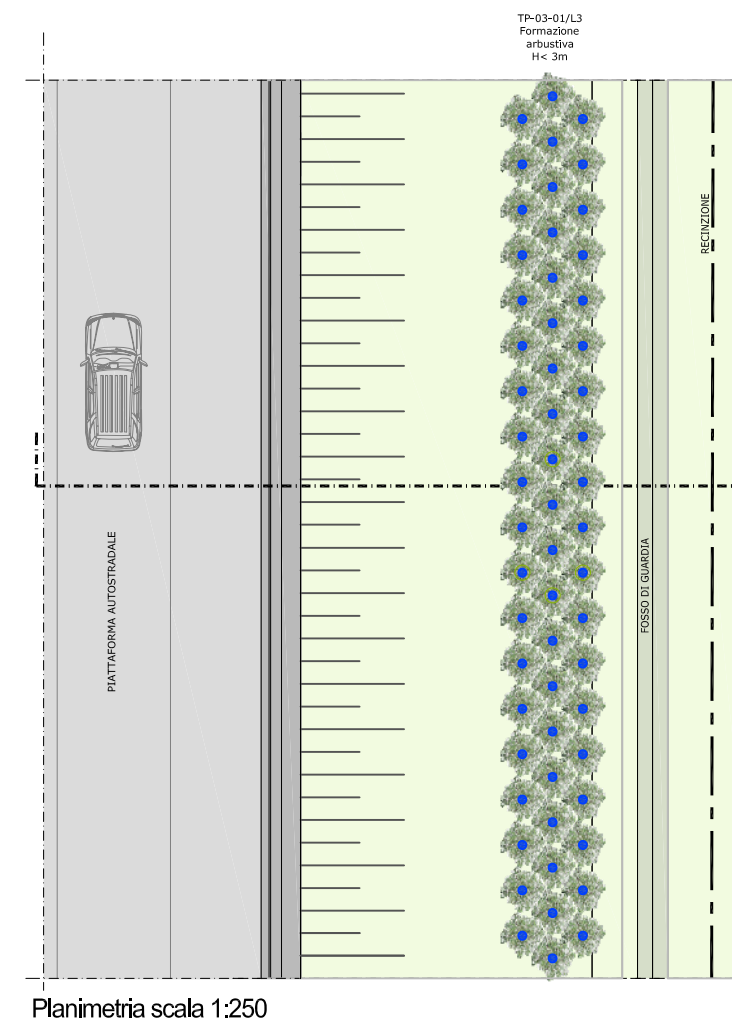 TP-03-01/L3
Formazione
arbustiva
H< 3m
RECINZIONE
PIATTAFORMA AUTOSTRADALE
FOSSO DI GUARDIA
Planimetria scala 1:250